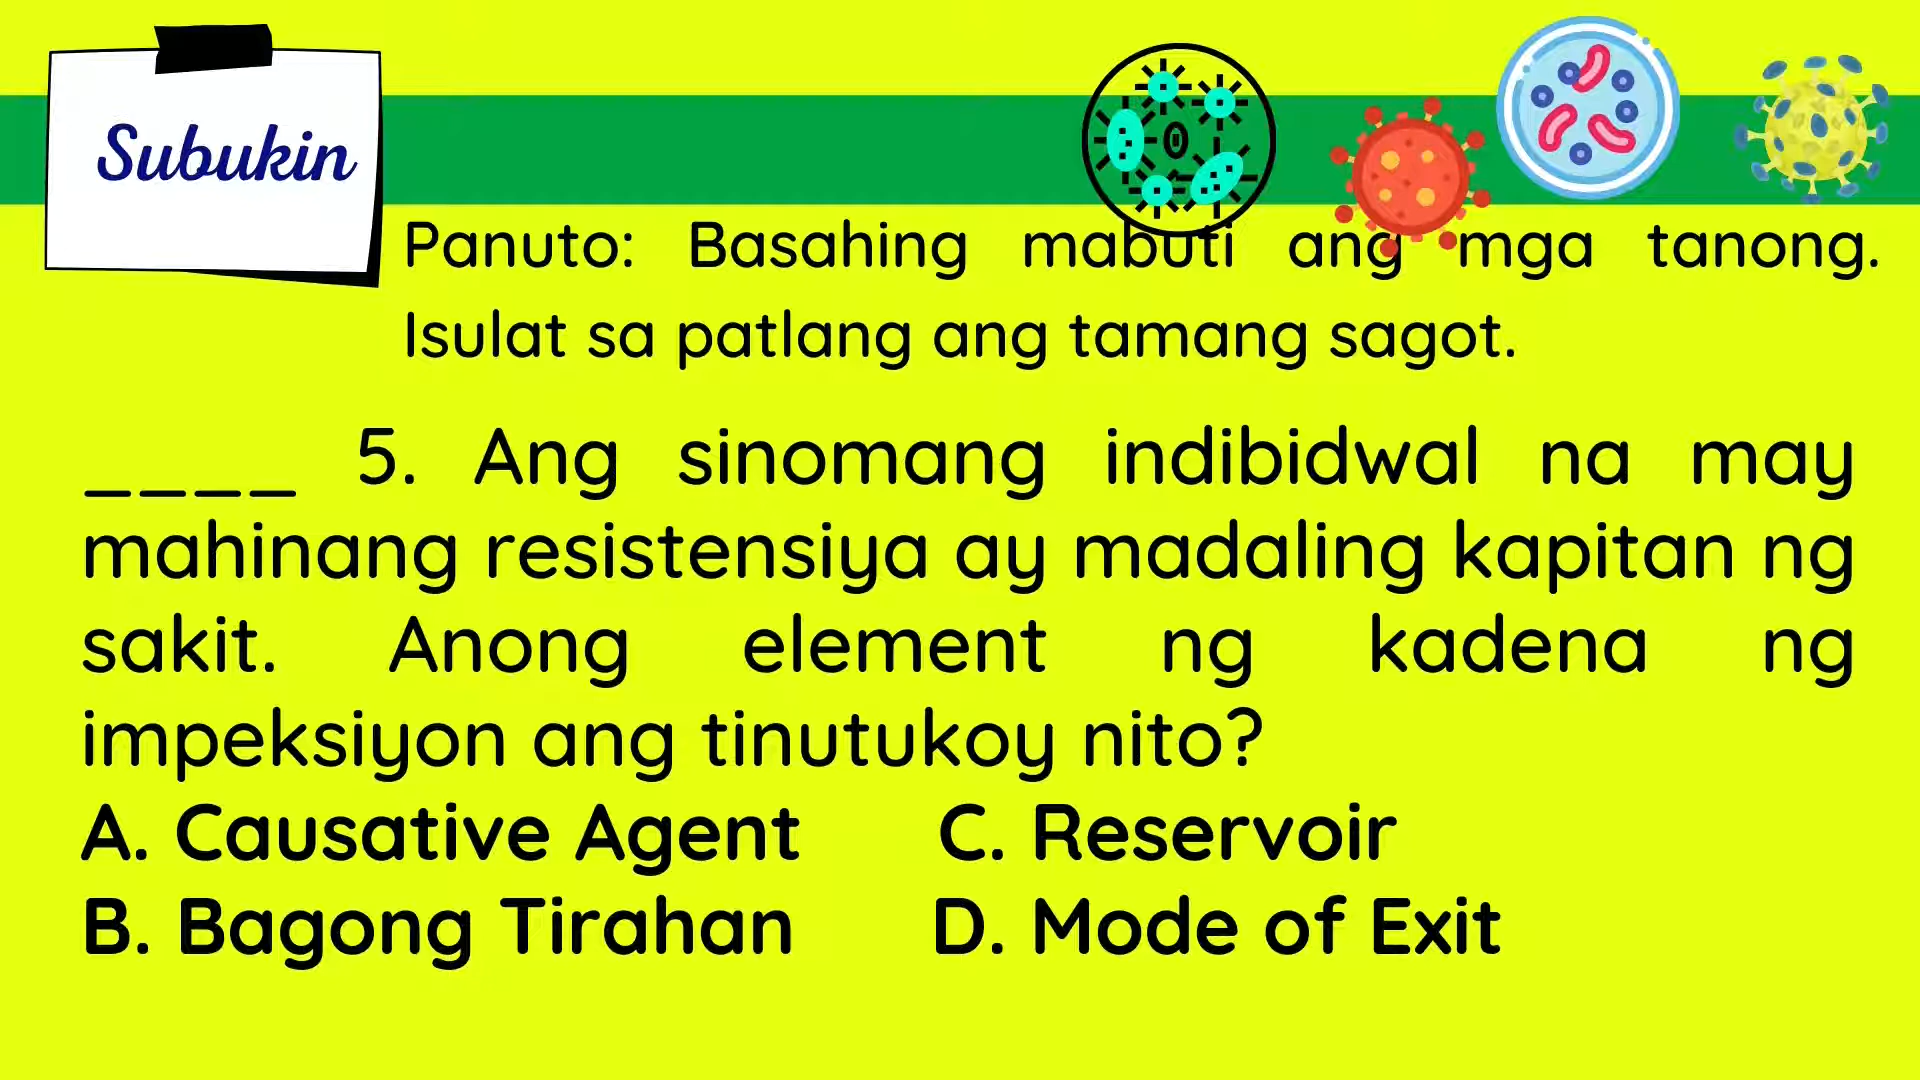 Subukin
Panuto: Basahing mabuti ang mga tanong.
Isulat sa patlang ang tamang sagot.
____ 5. Ang sinomang indibidwal na may
mahinang resistensiya ay madaling kapitan ng
sakit. Anong element ng kadena ng
impeksiyon ang tinutukoy nito?
A. Causative Agent C. Reservoir
B. Bagong Tirahan D. Mode of Exit